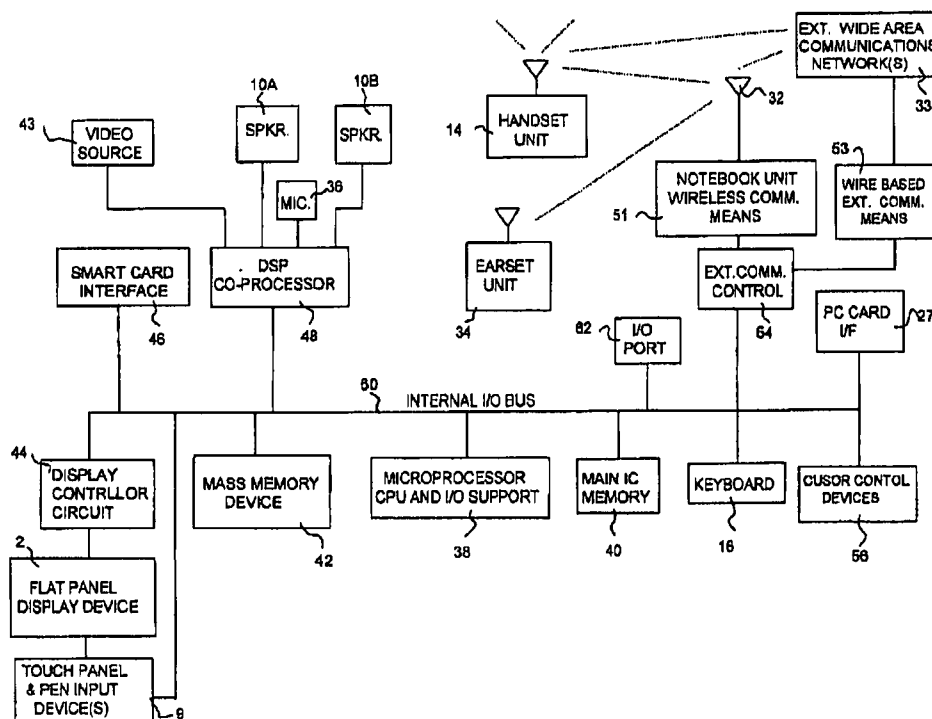 EXT. WIDE AREA
COMMUNICATIONS
NETWORK(S)
33
10A
10B
43
VIDEO
SOURCE
SPKR.
SPKR.
36
MIC.
14
HANDSET
UNIT
32
53
NOTEBOOK UNIT
WIRELESS COMM.
MEANS
51
WIRE BASED
EXT. COMM.
MEANS
SMART CARD
INTERFACE
46
DSP
CO-PROCESSOR
48
EARSET
UNIT
34
EXT.COMM.
CONTROL
64
PC CARD
I/F
27
62
I/O
PORT
60
INTERNAL I/O BUS
44
DISPLAY
CONTRLLOR
CIRCUIT
MASS MEMORY
DEVICE
42
MICROPROCESSOR
CPU AND I/O SUPPORT
38
MAIN IC
MEMORY
40
KEYBOARD
16
CUSOR CONTOL
DEVICES
56
2
FLAT PANEL
DISPLAY DEVICE
TOUCH PANEL
& PEN INPUT
DEVICE(S)
9